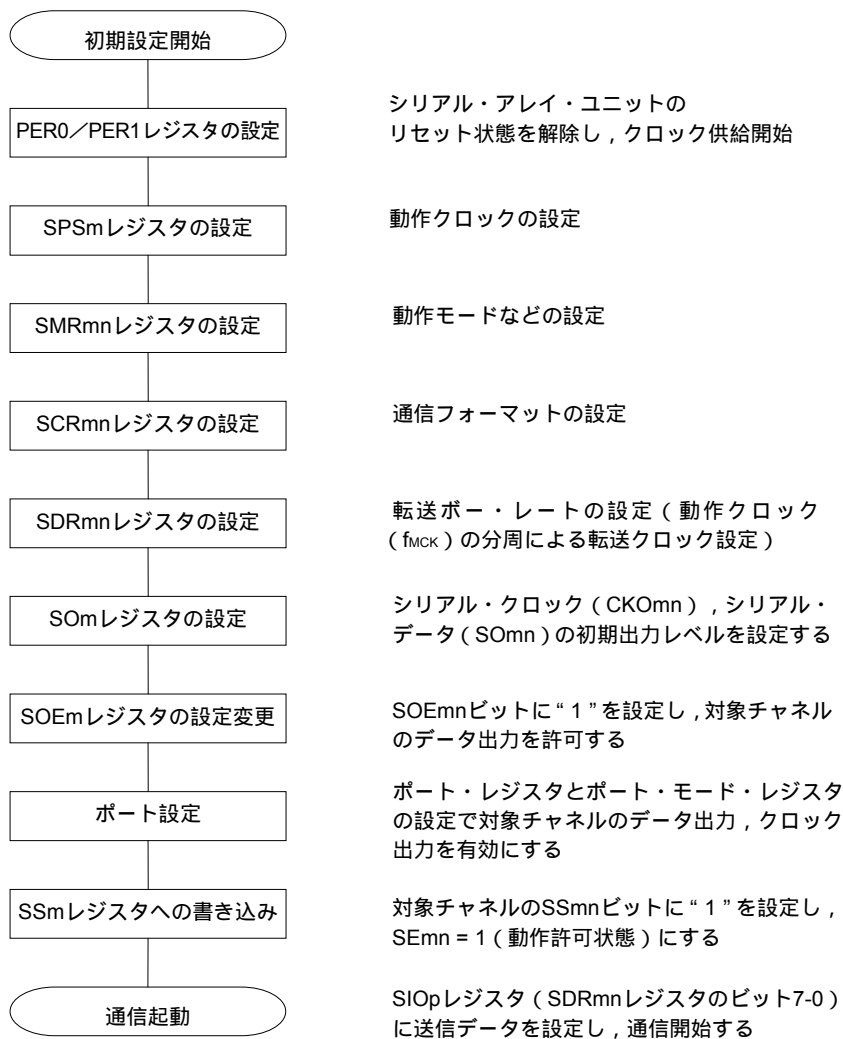 初期設定開始
PER0/PER1レジスタの設定
シリアル・アレイ・ユニットの
リセット状態を解除し,クロック供給開始
SPSmレジスタの設定
動作クロックの設定
SMRmnレジスタの設定
動作モードなどの設定
SCRmnレジスタの設定
通信フォーマットの設定
SDRmnレジスタの設定
転送ボー・レートの設定(動作クロック
(fMCK)の分周による転送クロック設定)
SOmレジスタの設定
シリアル・クロック(CKOmn),シリアル・
データ(SOmn)の初期出力レベルを設定する
SOEmレジスタの設定変更
SOEmnビットに“1”を設定し,対象チャネル
のデータ出力を許可する
ポート設定
ポート・レジスタとポート・モード・レジスタ
の設定で対象チャネルのデータ出力,クロック
出力を有効にする
SSmレジスタへの書き込み
対象チャネルのSSmnビットに“1”を設定し,
SEmn = 1(動作許可状態)にする
通信起動
SIOpレジスタ(SDRmnレジスタのビット7-0)
に送信データを設定し,通信開始する